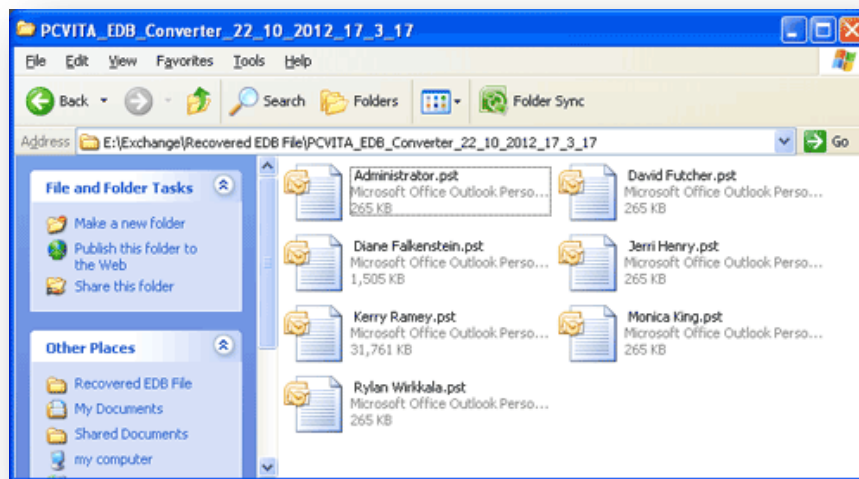 PCVITA_EDB_Converter_22_10_2012_17_3_17
File Edit View Favorites Tools Help
Back Search Folders Folder Sync
Address E:\Exchange\Recovered EDB File\PCVITA_EDB_Converter_22_10_2012_17_3_17 Go
File and Folder Tasks
Make a new folder
Publish this folder to
the Web
Share this folder
Other Places
Recovered EDB File
My Documents
Shared Documents
my computer
Administrator.pst
Microsoft Office Outlook Perso...
265 KB
David Futcher.pst
Microsoft Office Outlook Perso...
265 KB
Diane Falkenstein.pst
Microsoft Office Outlook Perso...
1,505 KB
Jerri Henry.pst
Microsoft Office Outlook Perso...
265 KB
Kerry Ramey.pst
Microsoft Office Outlook Perso...
31,761 KB
Monica King.pst
Microsoft Office Outlook Perso...
265 KB
Rylan Wirkkala.pst
Microsoft Office Outlook Perso...
265 KB